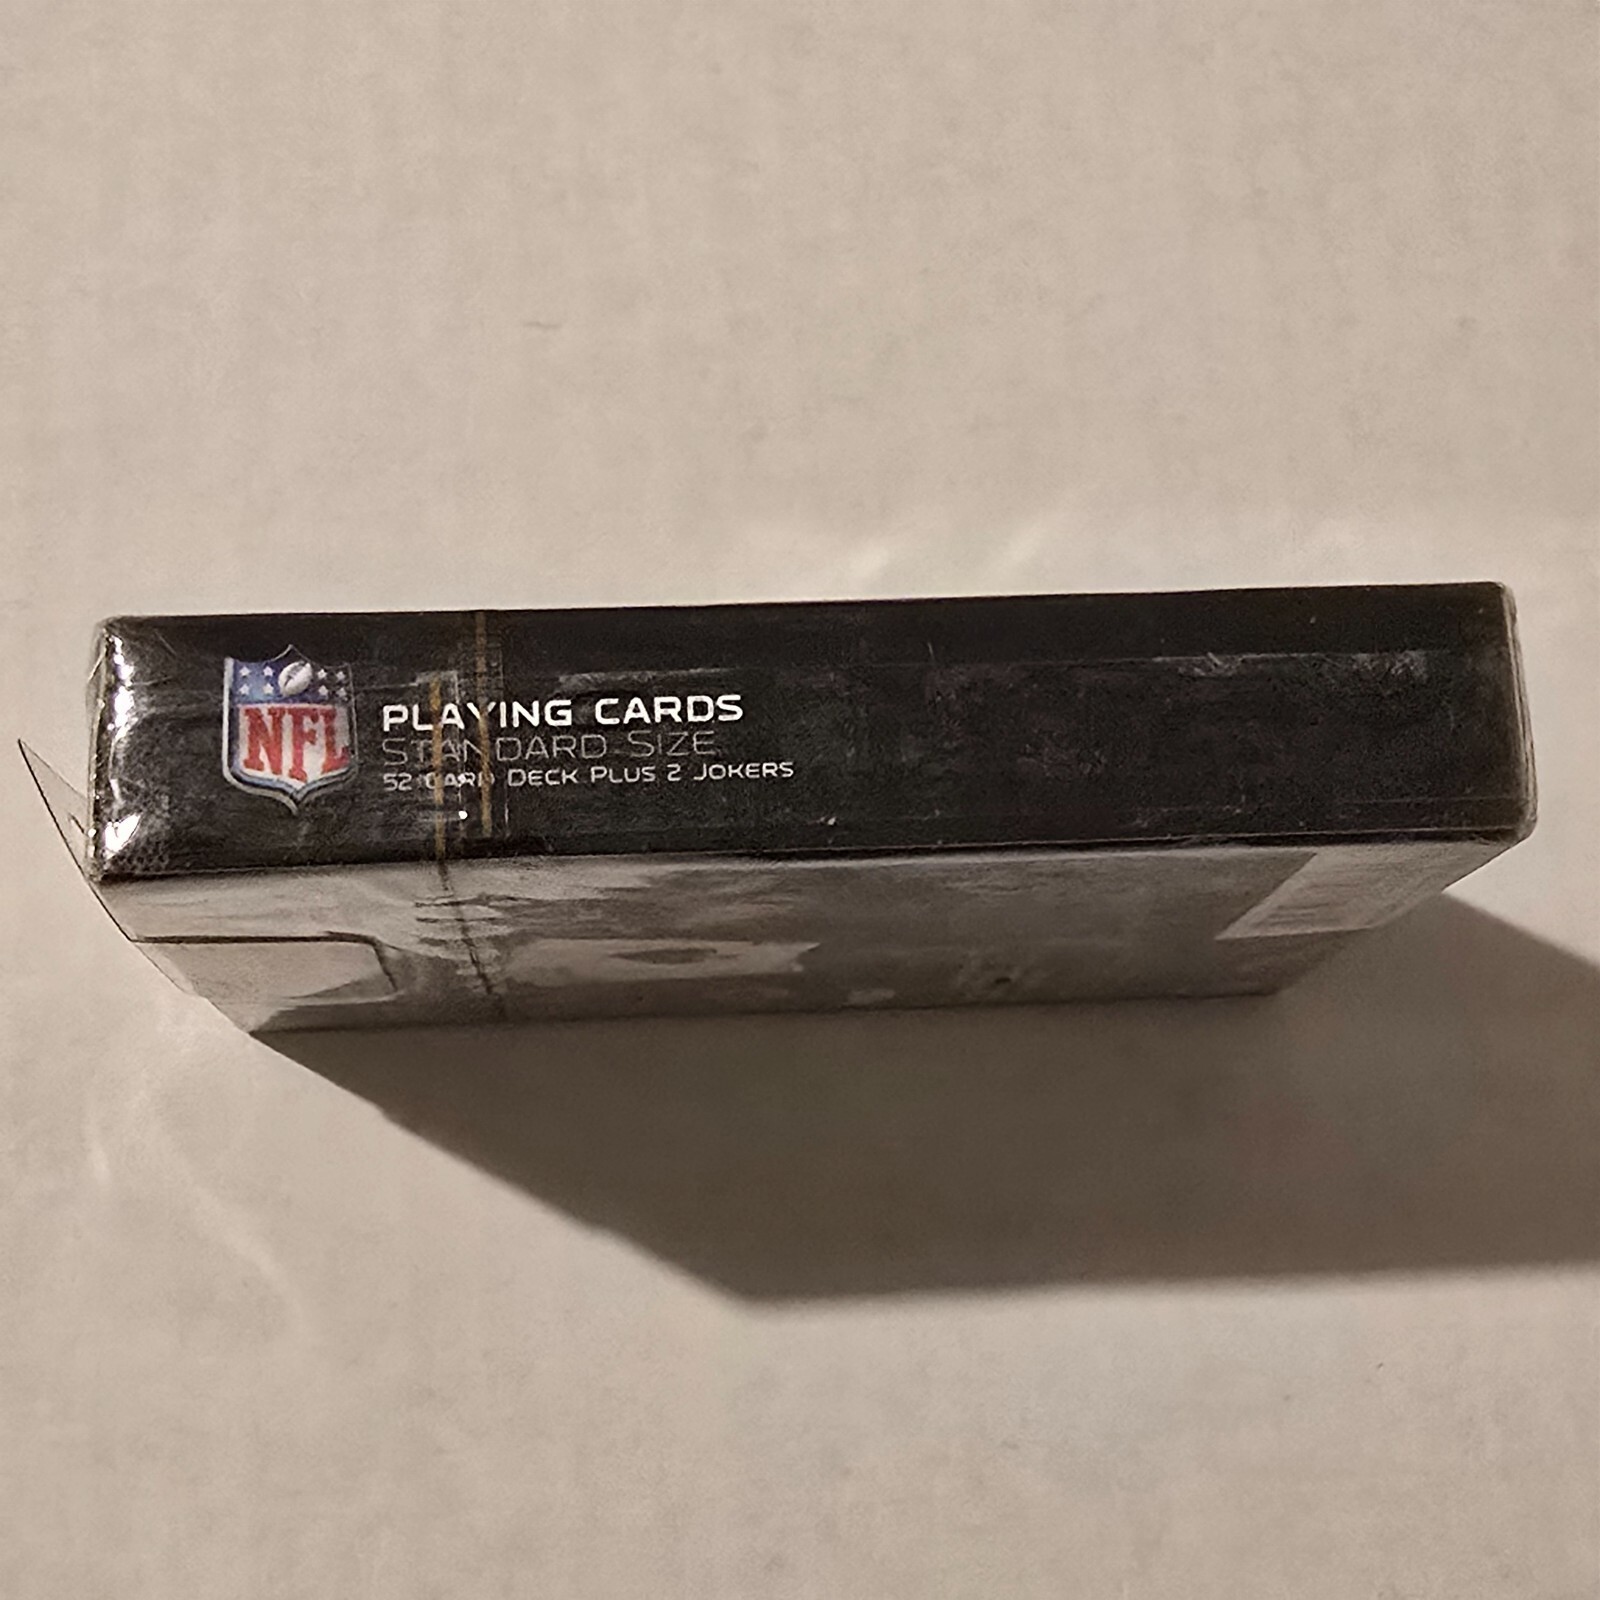 NFL
PLAYING CARDS
STANDARD SIZE
52 CARD DECK PLUS 2 JOKERS